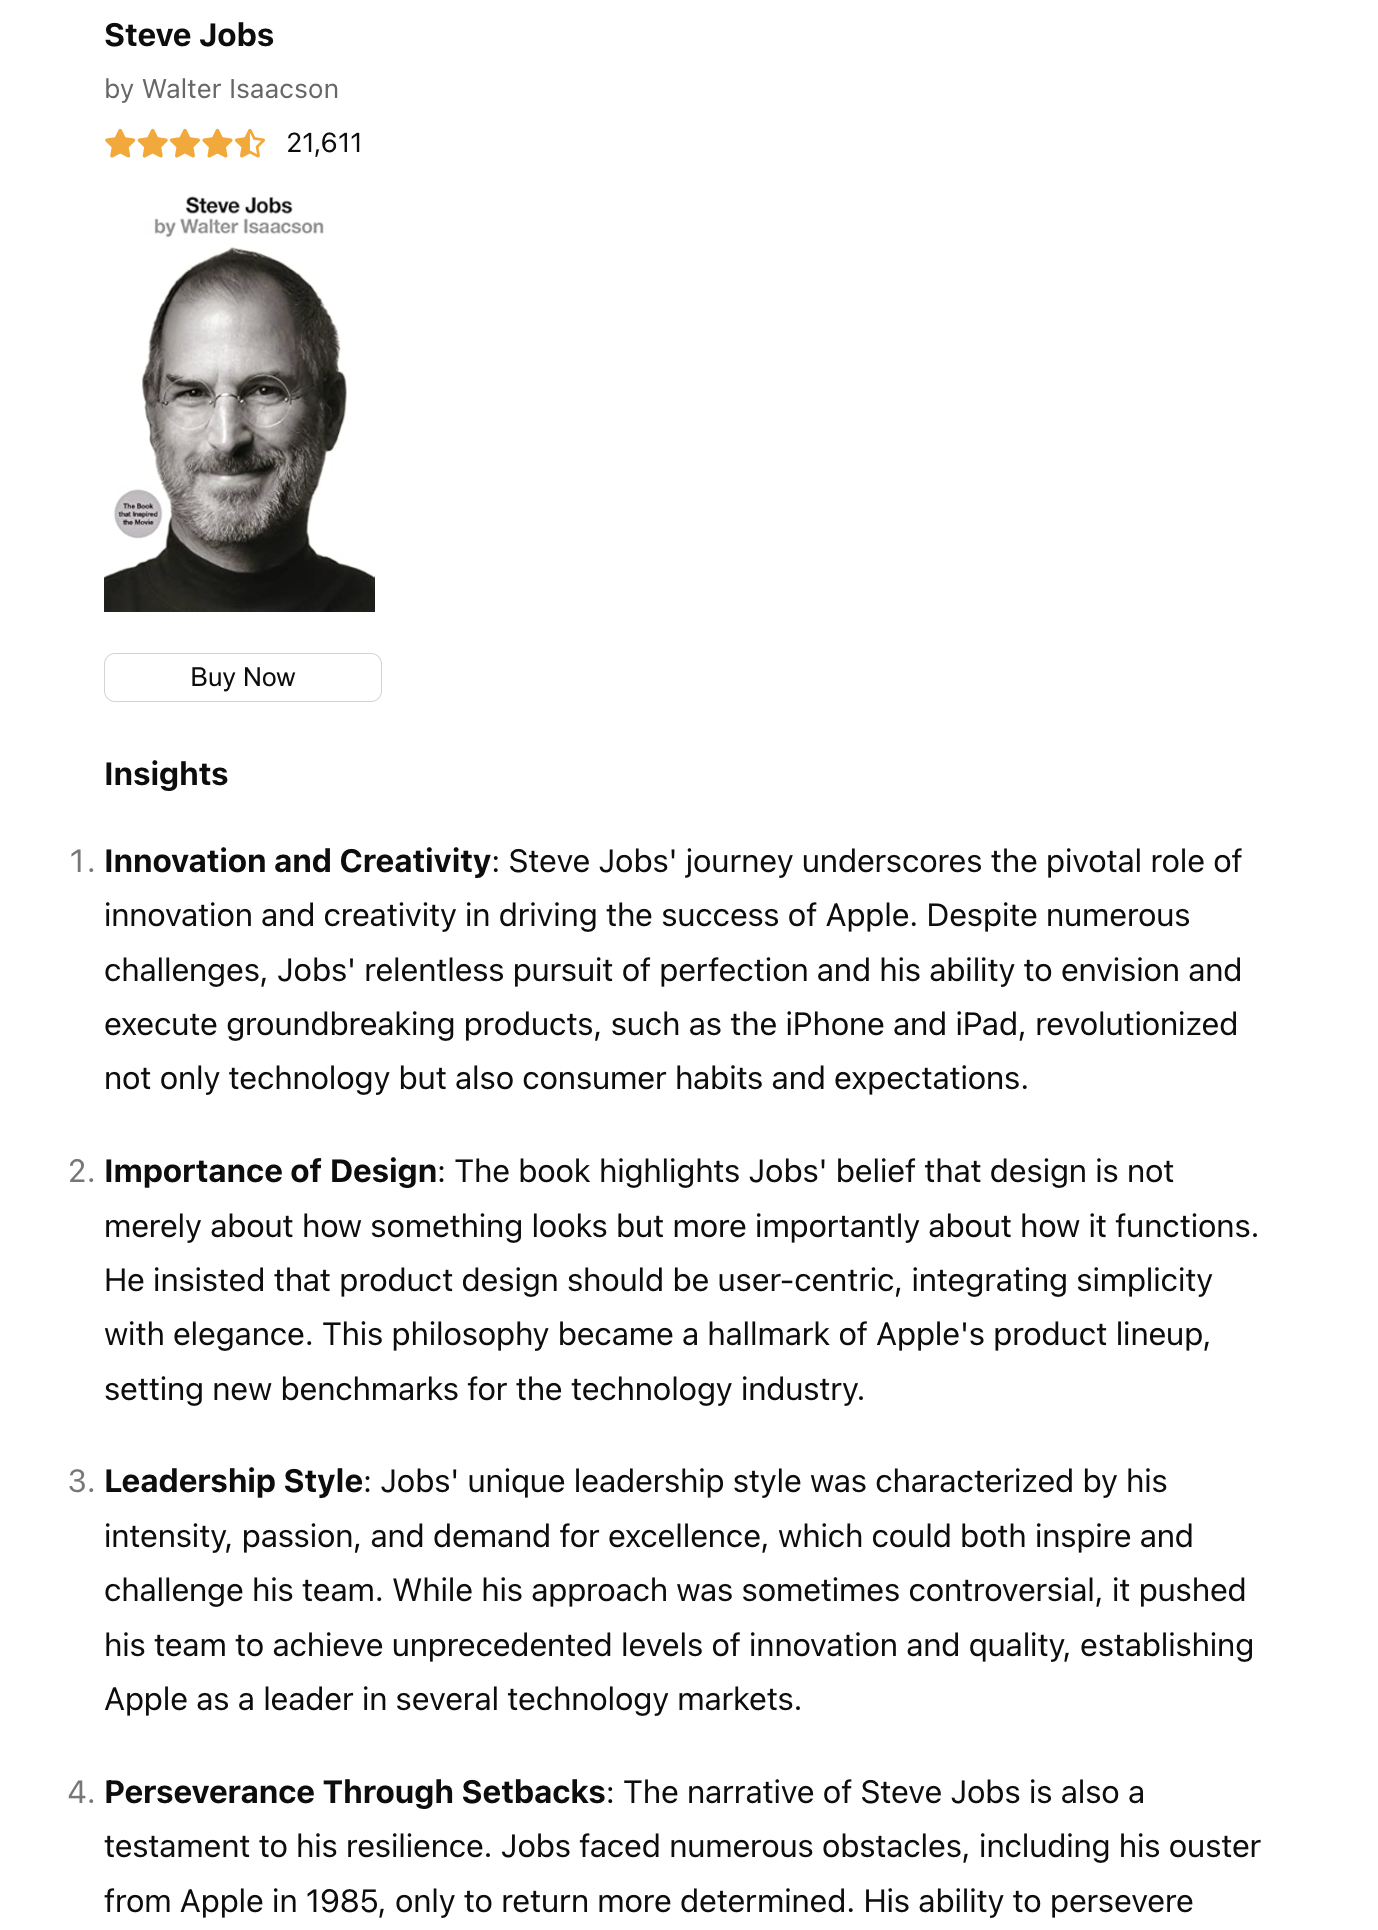 Steve Jobs
by Walter Isaacson
21,611
Steve Jobs
by Walter Isaacson
The Book
that Inspired
the Movie
Buy Now
Insights
1. Innovation and Creativity: Steve Jobs' journey underscores the pivotal role of
innovation and creativity in driving the success of Apple. Despite numerous
challenges, Jobs' relentless pursuit of perfection and his ability to envision and
execute groundbreaking products, such as the iPhone and iPad, revolutionized
not only technology but also consumer habits and expectations.
2. Importance of Design: The book highlights Jobs' belief that design is not
merely about how something looks but more importantly about how it functions.
He insisted that product design should be user-centric, integrating simplicity
with elegance. This philosophy became a hallmark of Apple's product lineup,
setting new benchmarks for the technology industry.
3. Leadership Style: Jobs' unique leadership style was characterized by his
intensity, passion, and demand for excellence, which could both inspire and
challenge his team. While his approach was sometimes controversial, it pushed
his team to achieve unprecedented levels of innovation and quality, establishing
Apple as a leader in several technology markets.
4. Perseverance Through Setbacks: The narrative of Steve Jobs is also a
testament to his resilience. Jobs faced numerous obstacles, including his ouster
from Apple in 1985, only to return more determined. His ability to persevere